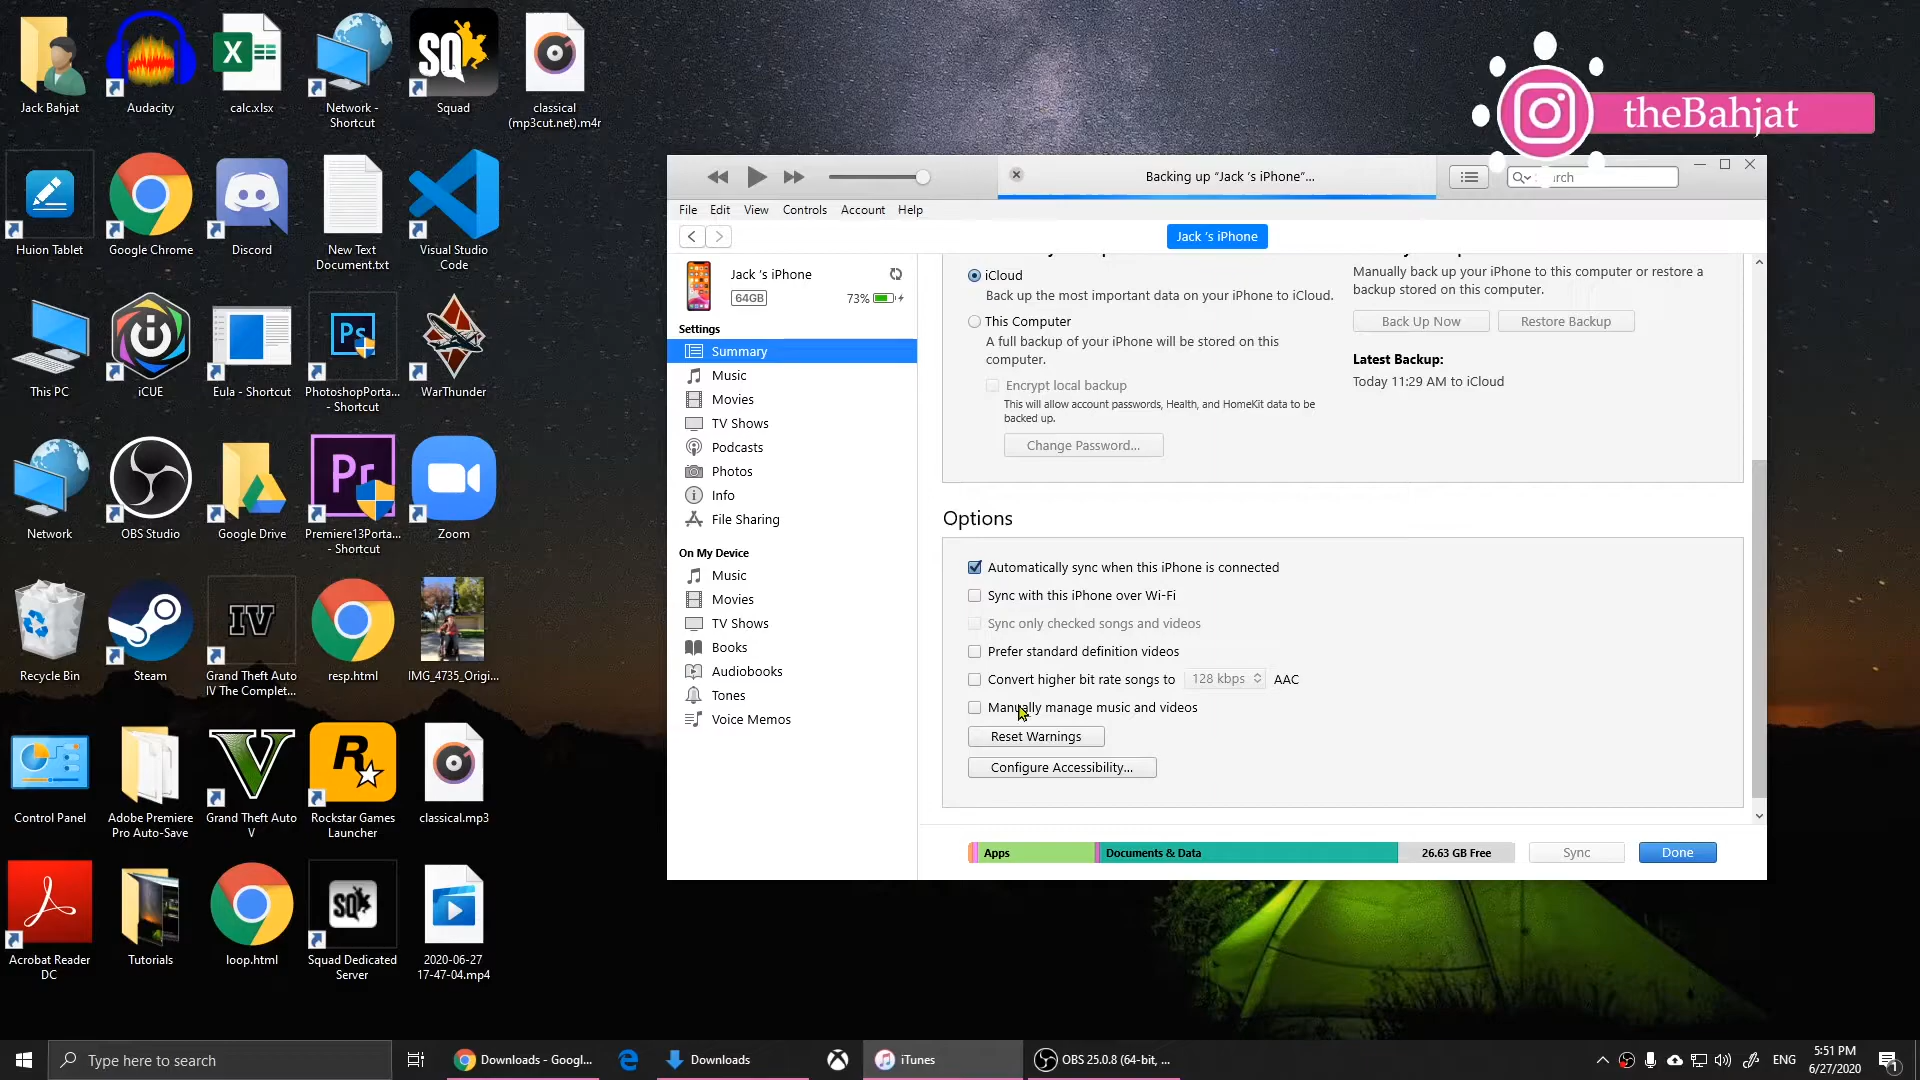 Jack Bahjat
Audacity
calc.xlsx
Network -
Shortcut
Squad
classical
(mp3cut.net).m4r
Huion Tablet
Google Chrome
Discord
New Text
Document.txt
Visual Studio
Code
This PC
iCUE
Eula - Shortcut
PhotoshopPorta...
- Shortcut
WarThunder
Network
OBS Studio
Google Drive
Premiere13Porta...
- Shortcut
Zoom
Recycle Bin
Steam
Grand Theft Auto
IV The Complet...
resp.html
IMG_4735_Origi...
Control Panel
Adobe Premiere
Pro Auto-Save
Grand Theft Auto
V
Rockstar Games
Launcher
classical.mp3
Acrobat Reader
DC
Tutorials
loop.html
Squad Dedicated
Server
2020-06-27
17-47-04.mp4
theBahjat
Backing up “Jack 's iPhone”...
File Edit View Controls Account Help
Jack 's iPhone
Jack 's iPhone
64GB
73%
Settings
Summary
Music
Movies
TV Shows
Podcasts
Photos
Info
File Sharing
On My Device
Music
Movies
TV Shows
Books
Audiobooks
Tones
Voice Memos
iCloud
Back up the most important data on your iPhone to iCloud.
This Computer
A full backup of your iPhone will be stored on this
computer.
Encrypt local backup
This will allow account passwords, Health, and HomeKit data to be
backed up.
Change Password...
Manually back up your iPhone to this computer or restore a
backup stored on this computer.
Back Up Now
Restore Backup
Latest Backup:
Today 11:29 AM to iCloud
Options
Automatically sync when this iPhone is connected
Sync with this iPhone over Wi-Fi
Sync only checked songs and videos
Prefer standard definition videos
Convert higher bit rate songs to 128 kbps AAC
Manually manage music and videos
Reset Warnings
Configure Accessibility...
Apps
Documents & Data
26.63 GB Free
Sync
Done
Type here to search
Downloads - Googl...
Downloads
iTunes
OBS 25.0.8 (64-bit, ...
ENG
5:51 PM
6/27/2020